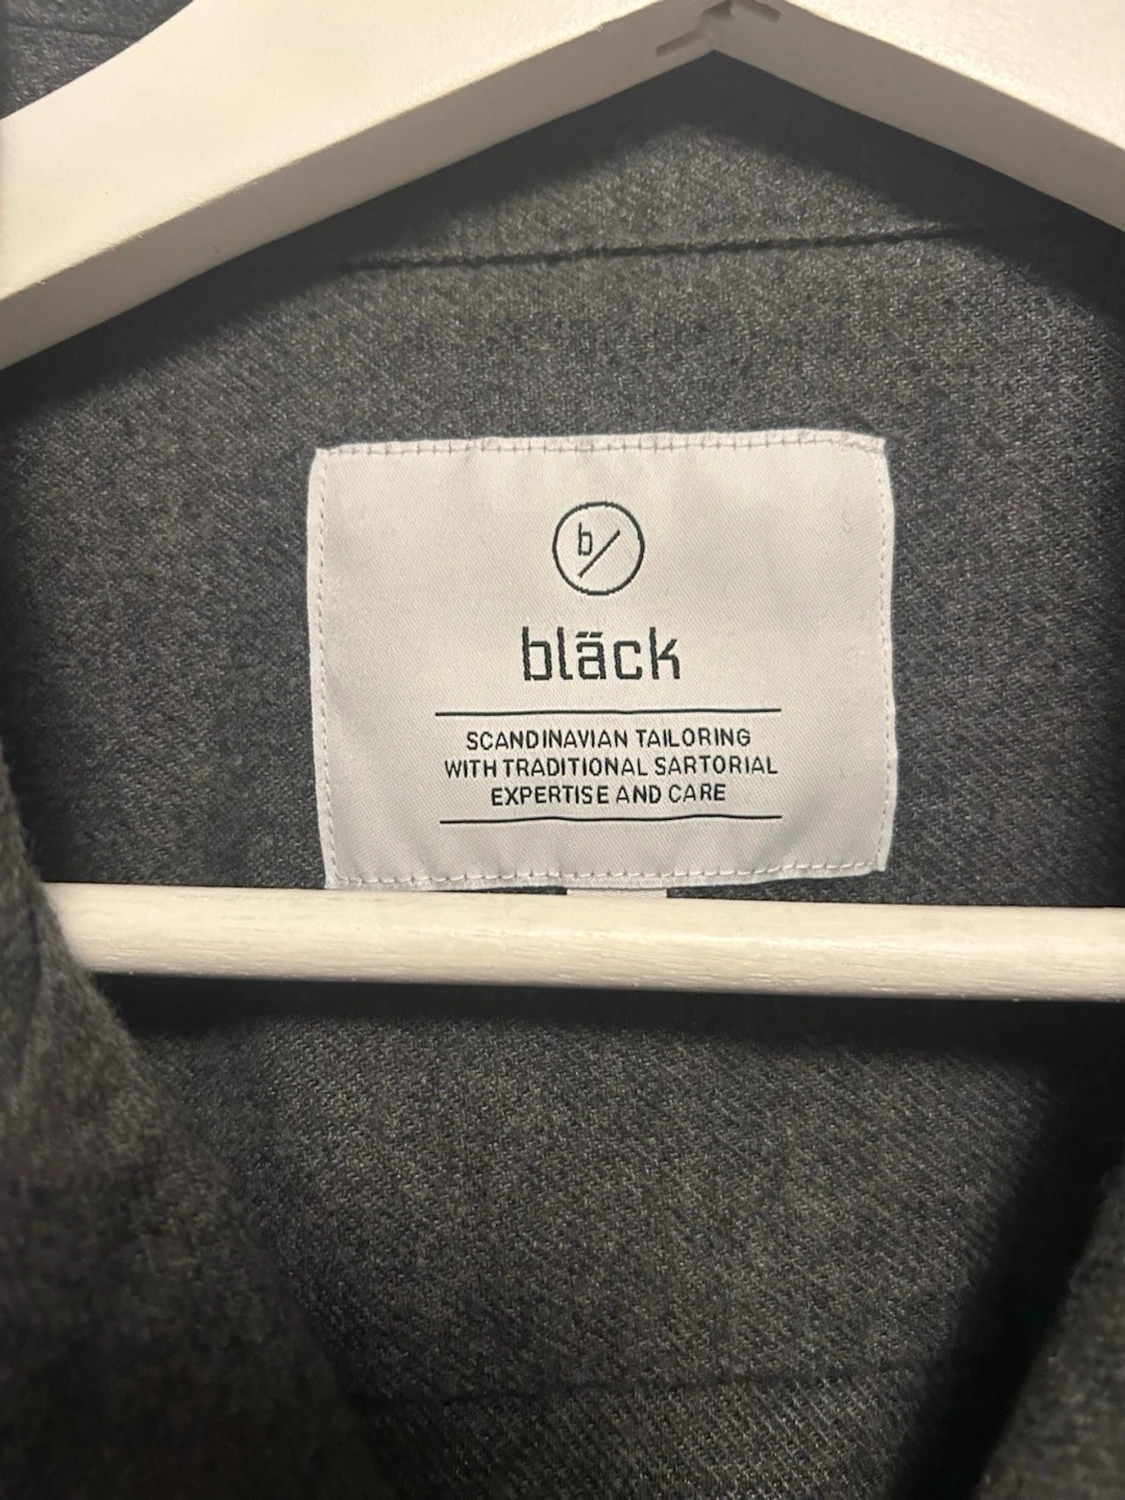 b/
bläck
SCANDINAVIAN TAILORING
WITH TRADITIONAL SARTORIAL
EXPERTISE AND CARE